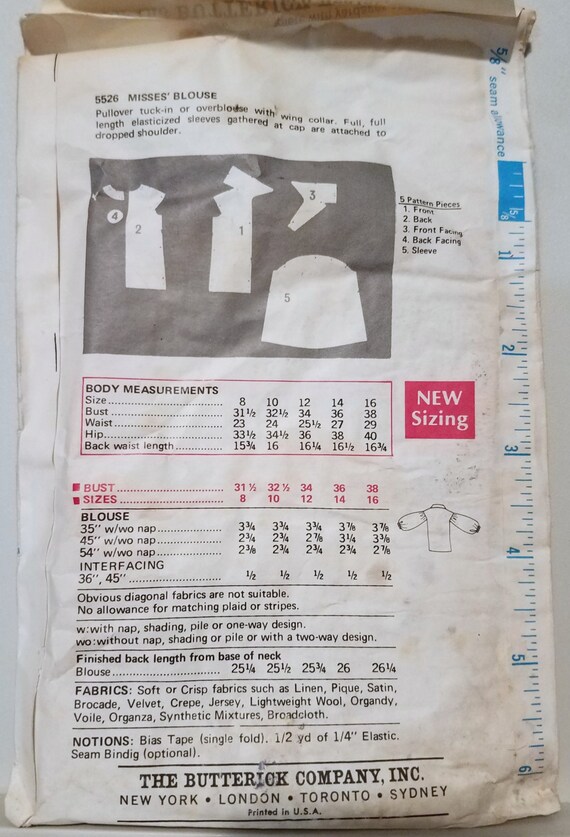 THE BUTTERICK
5526 MISSES' BLOUSE
Pullover tuck-in or overblouse with wing collar. Full, full
length elasticized sleeves gathered at cap are attached to
dropped shoulder.
4
2
1
3
5
5 Pattern Pieces
1. Front
2. Back
3. Front Facing
4. Back Facing
5. Sleeve
5/8" seam allowance
5/8
1
2
3
4
5
6
BODY MEASUREMENTS
Size 8 10 12 14 16
Bust 31½ 32½ 34 36 38
Waist 23 24 25½ 27 29
Hip 33½ 34½ 36 38 40
Back waist length 15¾ 16 16¼ 16½ 16¾
NEW
Sizing
BUST 31 ½ 32 ½ 34 36 38
SIZES 8 10 12 14 16
BLOUSE
35" w/wo nap 3¾ 3¾ 3¾ 3⅞ 3⅞
45" w/wo nap 2¾ 2¾ 2⅞ 3¼ 3⅜
54" w/wo nap 2⅜ 2¾ 2¾ 2¾ 2⅞
INTERFACING
36", 45" ½ ½ ½ ½ ½
Obvious diagonal fabrics are not suitable.
No allowance for matching plaid or stripes.
w:with nap, shading, pile or one-way design.
wo:without nap, shading or pile or with a two-way design.
Finished back length from base of neck
Blouse 25¼ 25½ 25¾ 26 26¼
FABRICS: Soft or Crisp fabrics such as Linen, Pique, Satin,
Brocade, Velvet, Crepe, Jersey, Lightweight Wool, Organdy,
Voile, Organza, Synthetic Mixtures, Broadcloth.
NOTIONS: Bias Tape (single fold). 1/2 yd of 1/4" Elastic.
Seam Bindig (optional).
THE BUTTERICK COMPANY, INC.
NEW YORK • LONDON • TORONTO • SYDNEY
Printed in U.S.A.